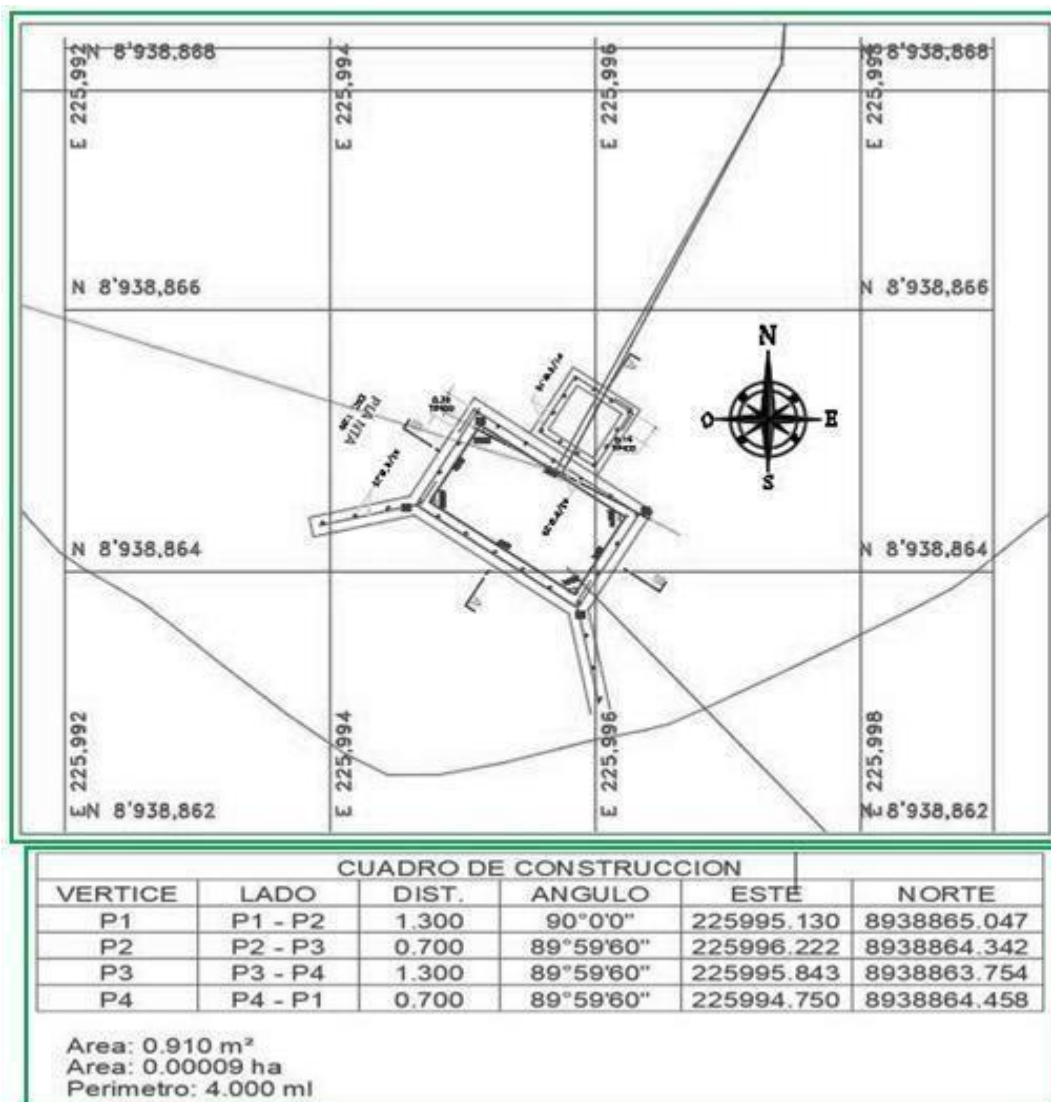 N 8'938,868
N 8'938,868
E 225,992
E 225,994
E 225,996
E 225,998
N 8'938,866
N 8'938,866
N
O
E
S
PLANTA
N 8'938,864
N 8'938,864
E 225,992
E 225,994
E 225,996
E 225,998
N 8'938,862
N 8'938,862
CUADRO DE CONSTRUCCION
VERTICE LADO DIST. ANGULO ESTE NORTE
P1 P1 - P2 1.300 90°0'0" 225995.130 8938865.047
P2 P2 - P3 0.700 89°59'60" 225996.222 8938864.342
P3 P3 - P4 1.300 89°59'60" 225995.843 8938863.754
P4 P4 - P1 0.700 89°59'60" 225994.750 8938864.458
Area: 0.910 m²
Area: 0.00009 ha
Perimetro: 4.000 ml